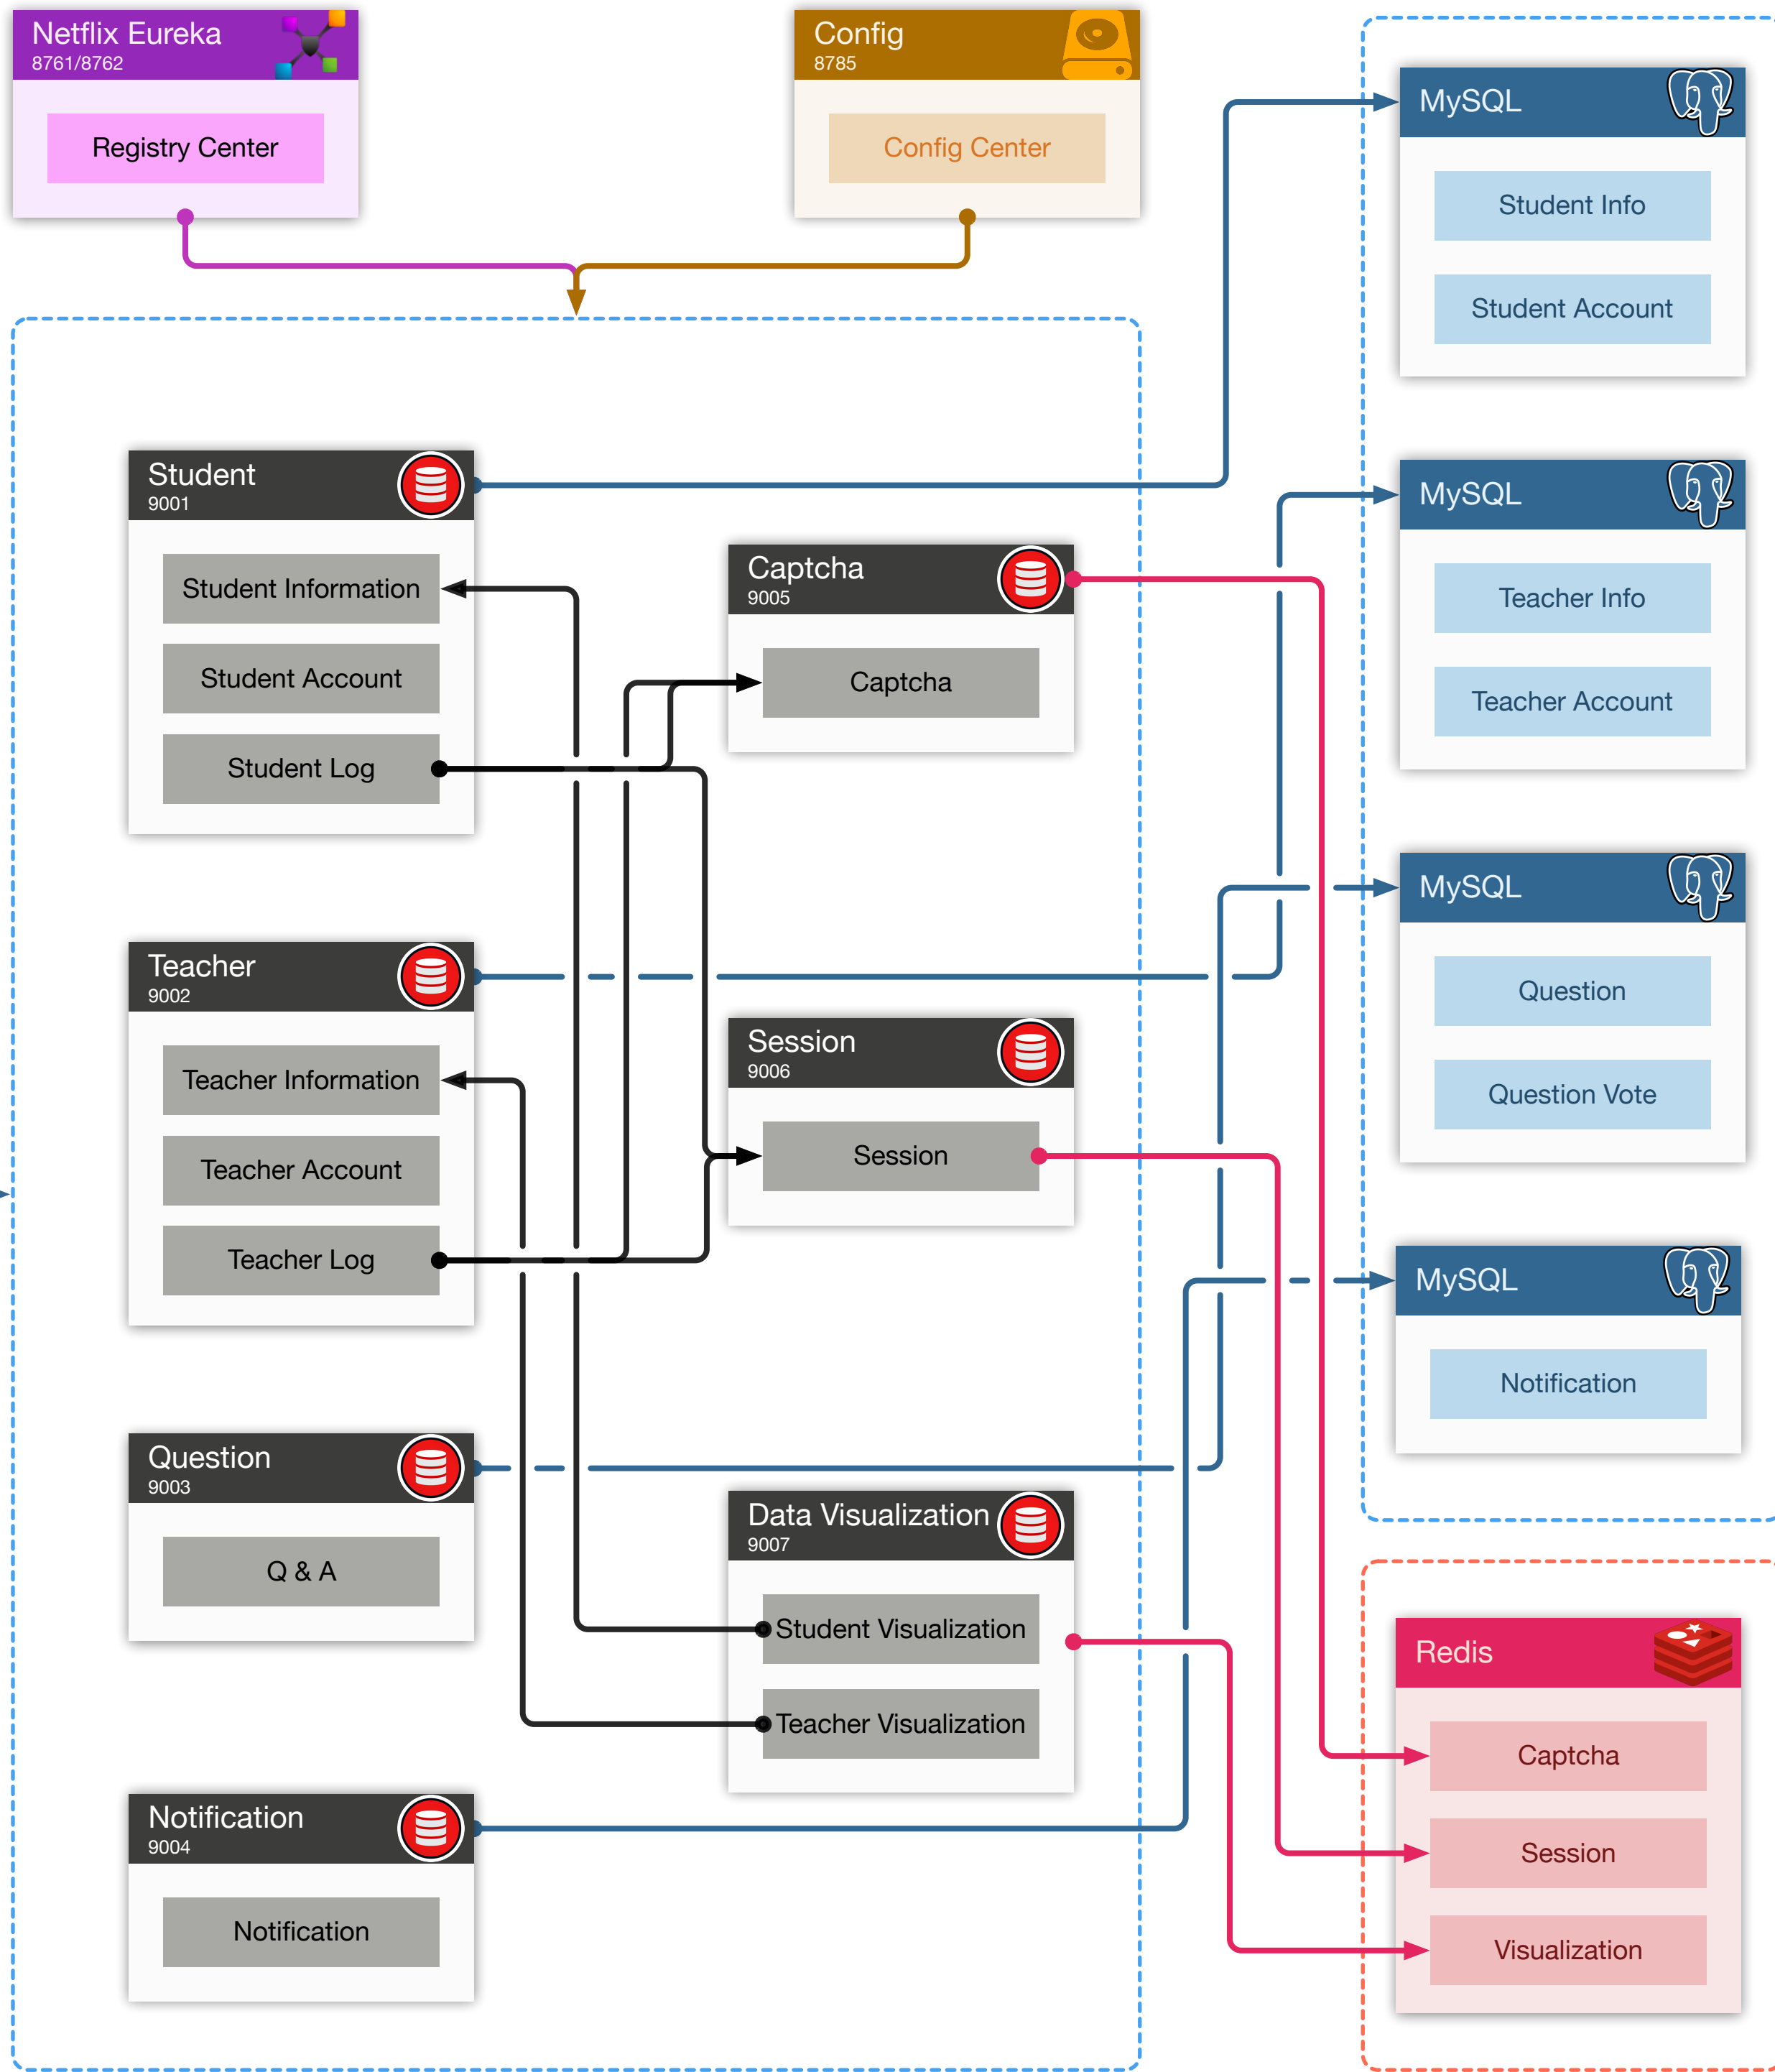 Netflix Eureka
8761/8762
Registry Center
Config
8785
Config Center
Student
9001
Student Information
Student Account
Student Log
Teacher
9002
Teacher Information
Teacher Account
Teacher Log
Question
9003
Q & A
Notification
9004
Notification
Captcha
9005
Captcha
Session
9006
Session
Data Visualization
9007
Student Visualization
Teacher Visualization
MySQL
Student Info
Student Account
MySQL
Teacher Info
Teacher Account
MySQL
Question
Question Vote
MySQL
Notification
Redis
Captcha
Session
Visualization